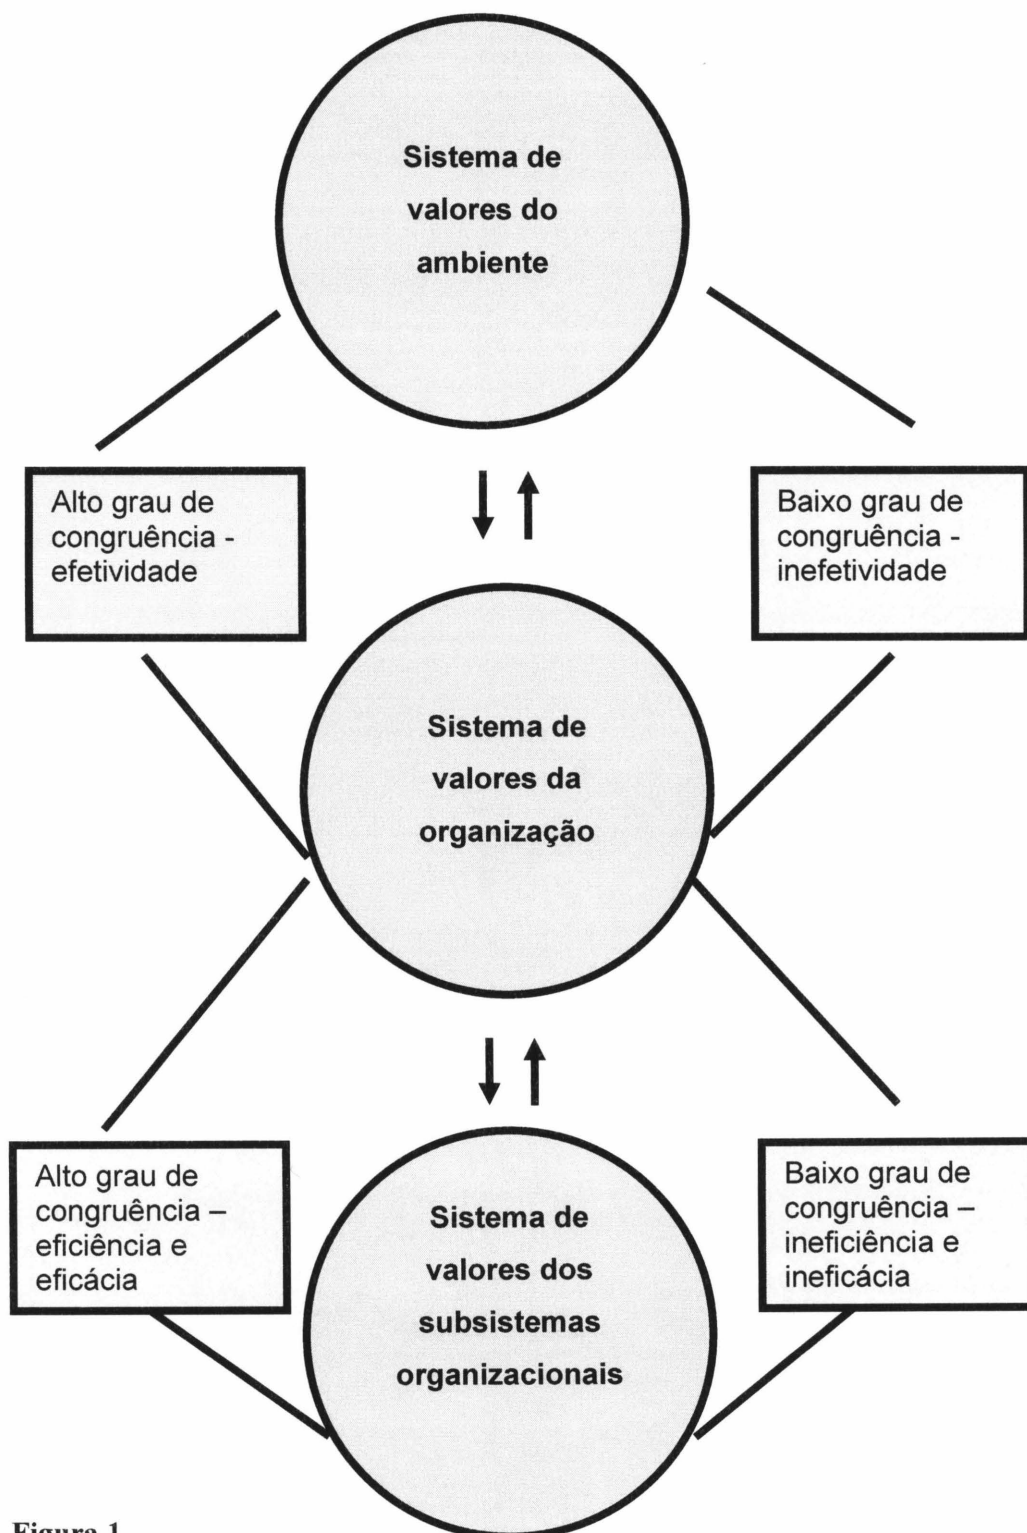 Sistema de
valores do
ambiente
Alto grau de
congruência -
efetividade
Baixo grau de
congruência -
inefetividade
Sistema de
valores da
organização
Alto grau de
congruência –
eficiência e
eficácia
Sistema de
valores dos
subsistemas
organizacionais
Baixo grau de
congruência –
ineficiência e
ineficácia
Figura 1